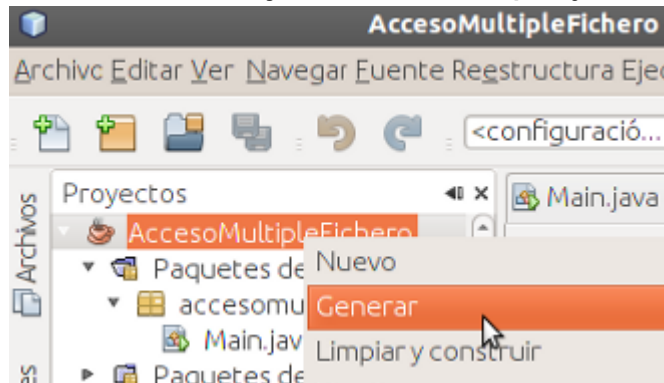 AccesoMultipleFichero
Archivo Editar Ver Navegar Fuente Reestructura Ejec
<configuració...
Archivos
Proyectos
Main.java
AccesoMultipleFichero
Paquetes de
Nuevo
accesomu
Generar
Main.jav
Limpiar y construir
Paquetes de